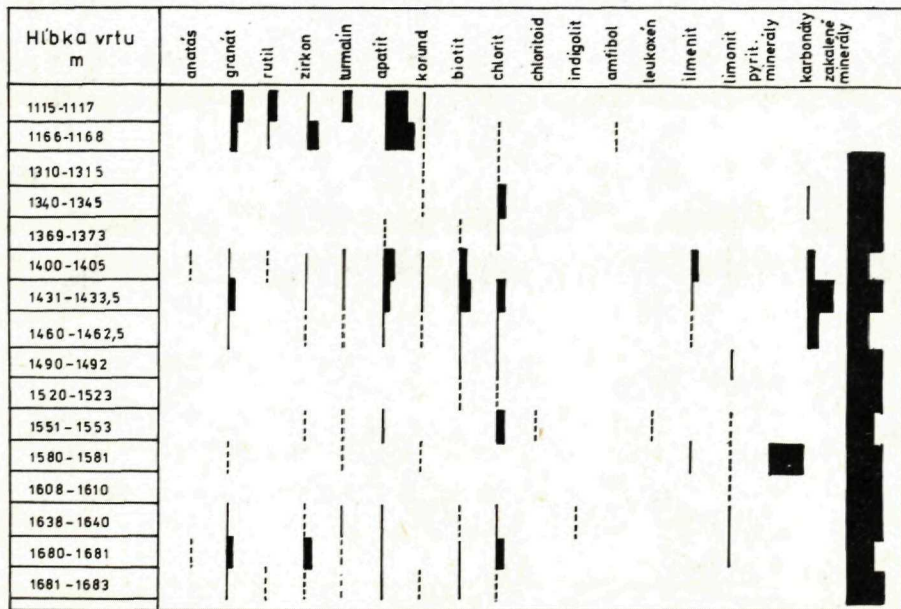 Hĺbka vrtu
m
anatás
granát
rutil
zirkon
turmalín
apatit
korund
biotit
chlorit
chloritoid
indigolit
amfibol
leukoxén
ilmenit
limonit
pyrit.
minerály
karbonáty
zakalené
minerály
1115-1117
1166-1168
1310-1315
1340-1345
1369-1373
1400-1405
1431-1433,5
1460-1462,5
1490-1492
1520-1523
1551-1553
1580-1581
1608-1610
1638-1640
1680-1681
1681-1683